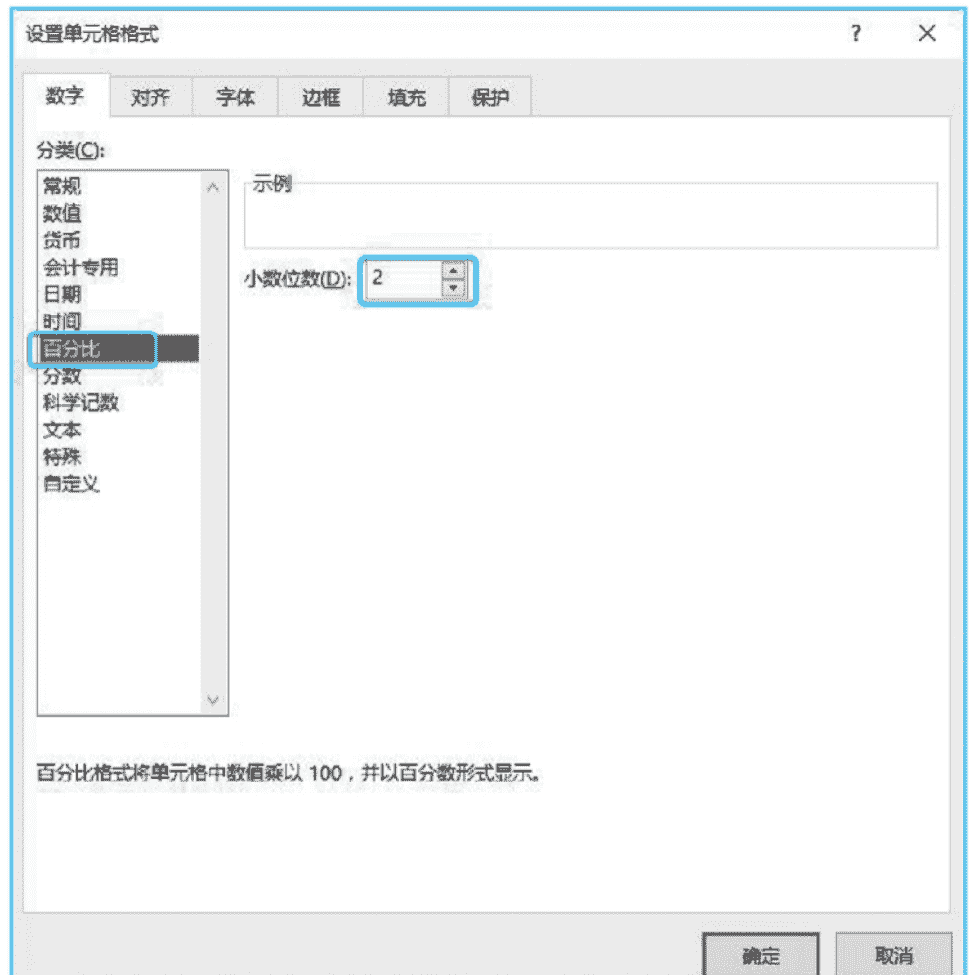 设置单元格格式 ?
数字 对齐 字体 边框 填充 保护
分类(C):
常规
数值
货币
会计专用
日期
时间
百分比
分数
科学记数
文本
特殊
自定义
示例
小数位数(D): 2
百分比格式将单元格中数值乘以 100，并以百分数形式显示。
确定 取消